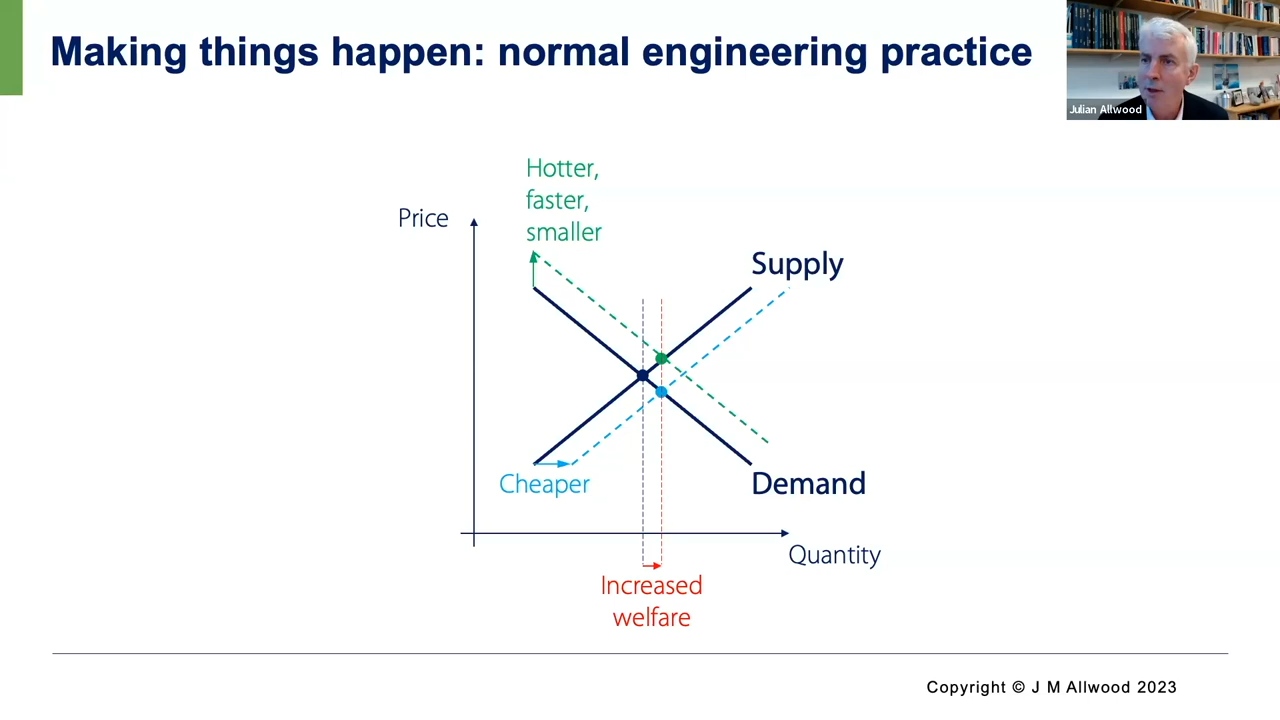 Making things happen: normal engineering practice
Julian Allwood
Hotter,
faster,
smaller
Price
Supply
Cheaper
Demand
Quantity
Increased
welfare
Copyright © J M Allwood 2023